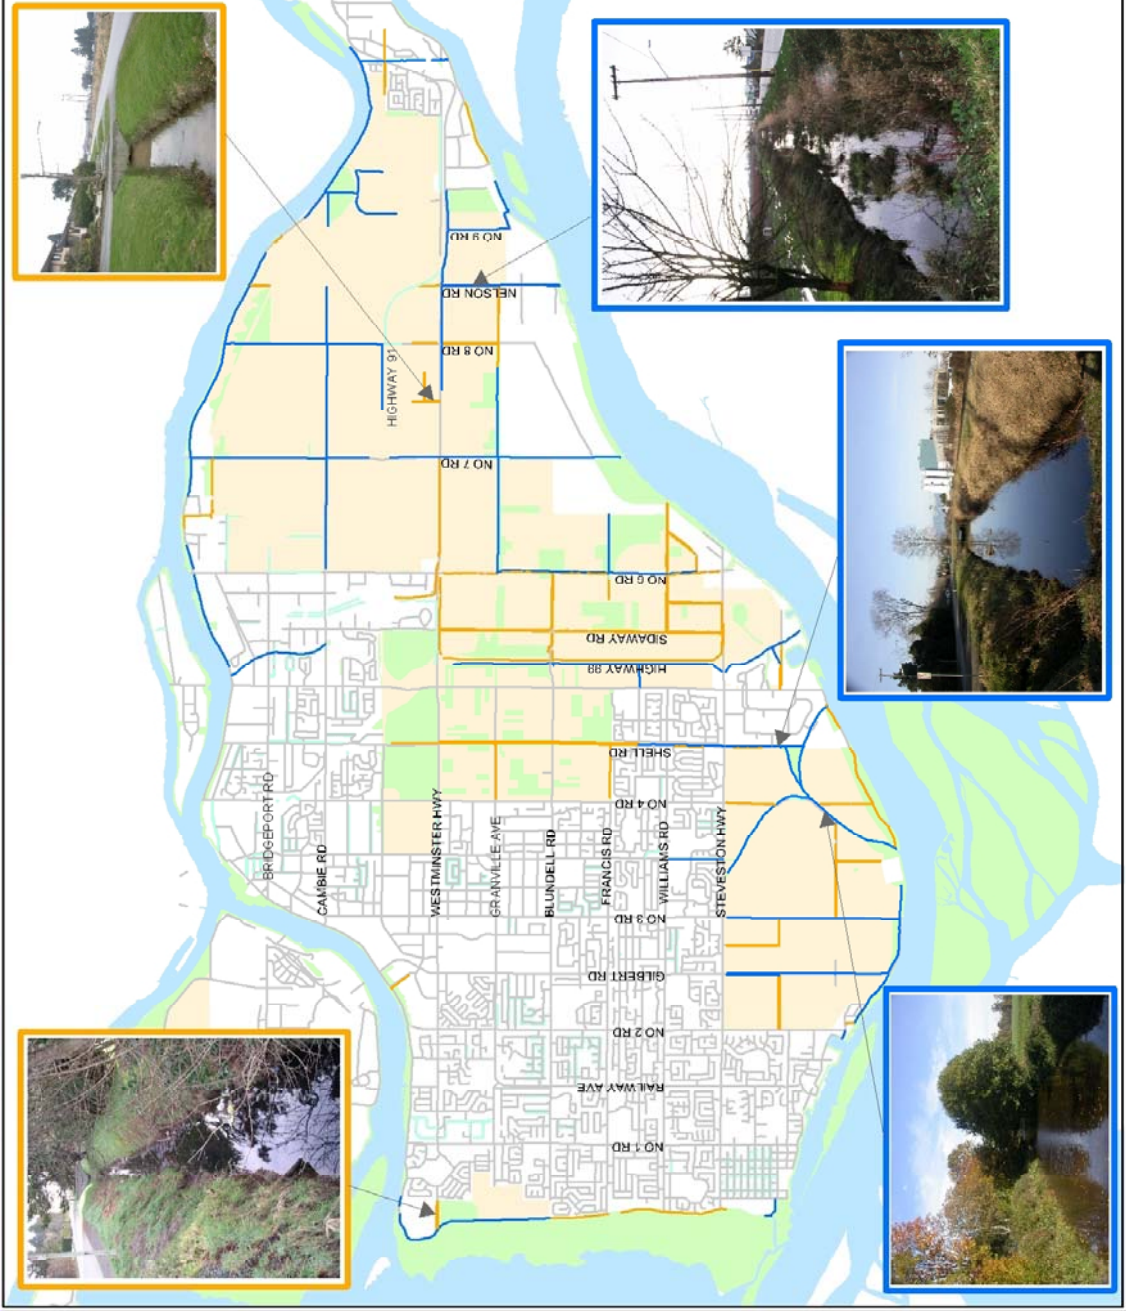 NO 9 RD
NELSON RD
NO 8 RD
HIGHWAY 91
NO 7 RD
NO 6 RD
SIDAWAY RD
HIGHWAY 99
SHELL RD
NO 4 RD
BRIDGEPORT RD
CAMBIE RD
WESTMINSTER HWY
GRANVILLE AVE
BLUNDELL RD
FRANCIS RD
WILLIAMS RD
STEVESTON HWY
NO 3 RD
GILBERT RD
NO 2 RD
RAILWAY AVE
NO 1 RD